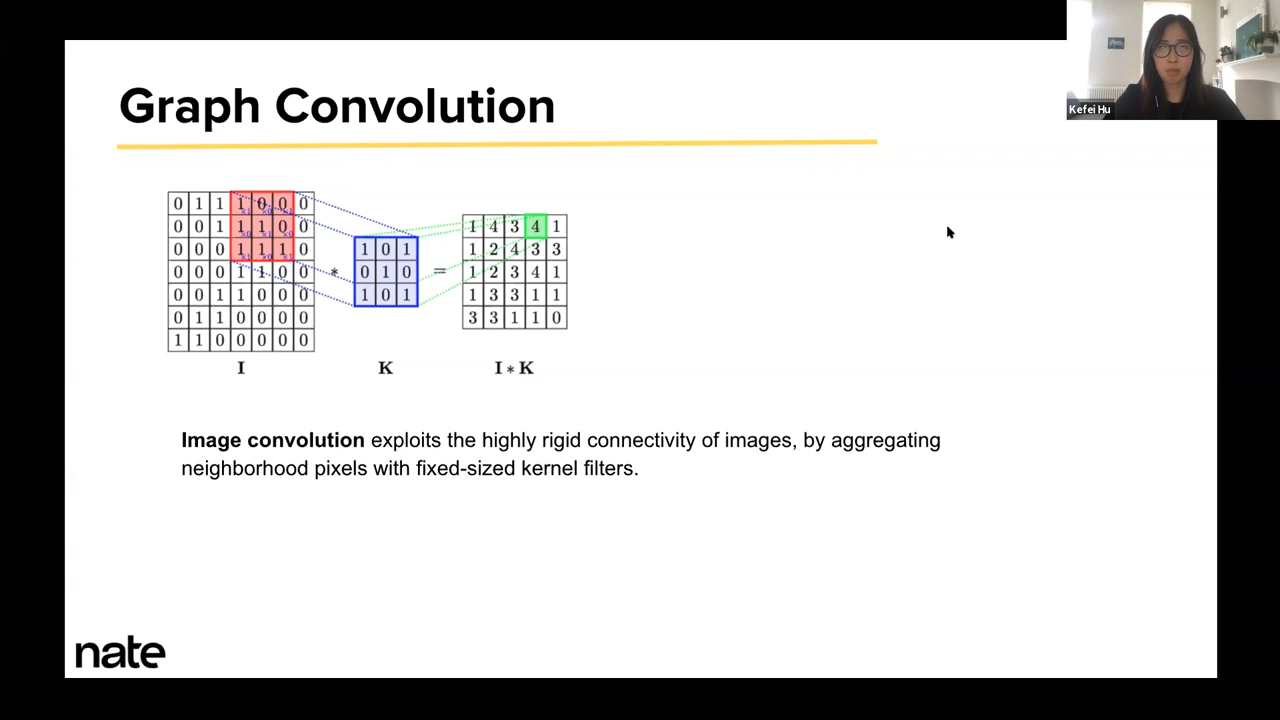 Kefei Hu
Graph Convolution
0 1 1 1 0 0 0
0 0 1 1 1 0 0
0 0 0 1 1 1 0
0 0 0 1 1 0 0
0 0 1 1 0 0 0
0 1 1 0 0 0 0
1 1 0 0 0 0 0
*
1 0 1
0 1 0
1 0 1
=
1 4 3 4 1
1 2 4 3 3
1 2 3 4 1
1 3 3 1 1
3 3 1 1 0
I
K
I * K
Image convolution exploits the highly rigid connectivity of images, by aggregating
neighborhood pixels with fixed-sized kernel filters.
nate